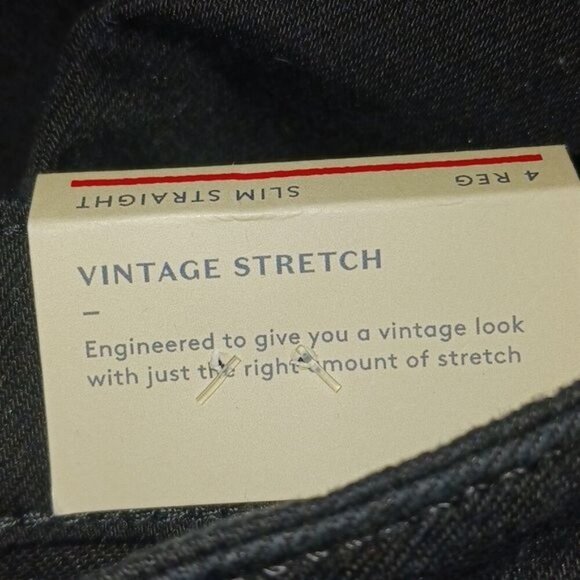 SLIM STRAIGHT 4 REG
VINTAGE STRETCH
–
Engineered to give you a vintage look
with just the right amount of stretch